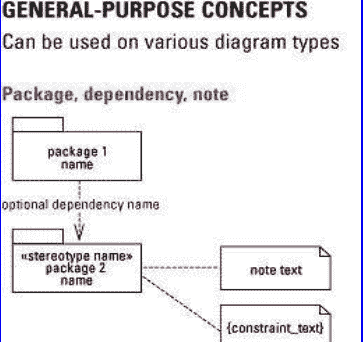 GENERAL-PURPOSE CONCEPTS
Can be used on various diagram types
Package, dependency, note
package 1
name
optional dependency name
«stereotype name»
package 2
name
note text
{constraint_text}